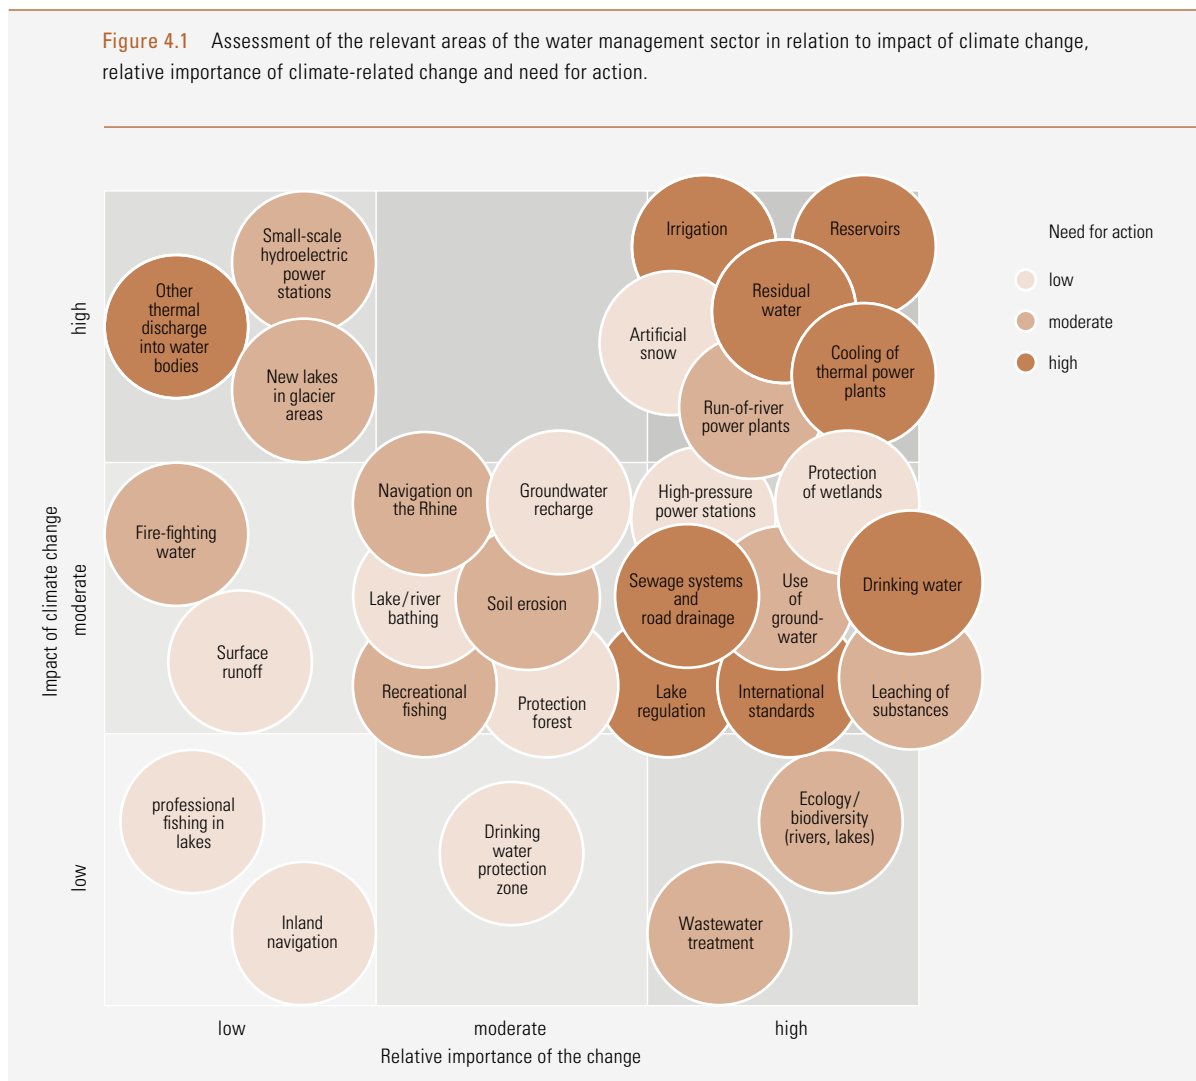 Figure 4.1 Assessment of the relevant areas of the water management sector in relation to impact of climate change,
relative importance of climate-related change and need for action.
Impact of climate change
high
moderate
low
Small-scale
hydroelectric
power
stations
Other
thermal
discharge
into water
bodies
New lakes
in glacier
areas
Irrigation
Reservoirs
Residual
water
Artificial
snow
Cooling of
thermal power
plants
Run-of-river
power plants
Need for action
low
moderate
high
Fire-fighting
water
Surface
runoff
Navigation on
the Rhine
Groundwater
recharge
Lake / river
bathing
Soil erosion
Recreational
fishing
Protection
forest
High-pressure
power stations
Protection
of wetlands
Sewage systems
and
road drainage
Use
of
ground-
water
Drinking water
Lake
regulation
International
standards
Leaching of
substances
professional
fishing in
lakes
Inland
navigation
Drinking
water
protection
zone
Ecology /
biodiversity
(rivers, lakes)
Wastewater
treatment
low
moderate
high
Relative importance of the change